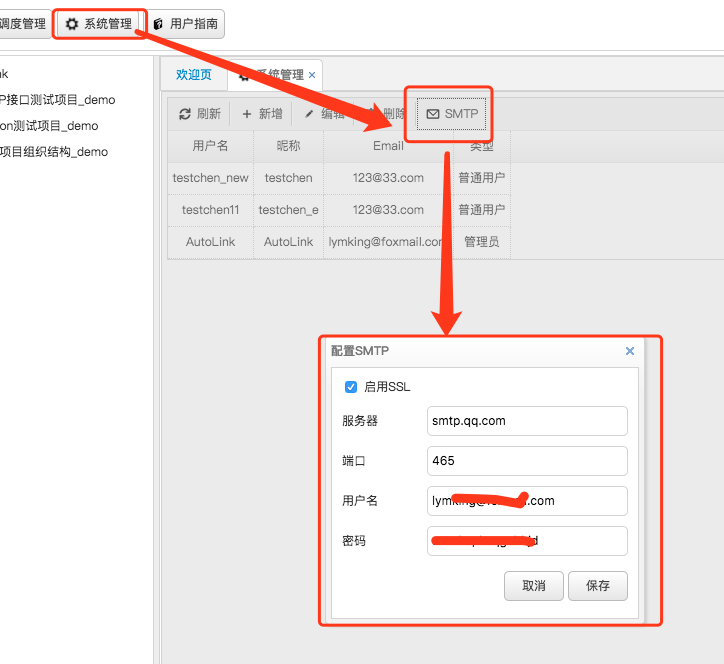 调度管理 系统管理 用户指南
nk
P接口测试项目_demo
on测试项目_demo
项目组织结构_demo
欢迎页 系统管理 ×
刷新 + 新增 编辑 删除 SMTP
用户名 昵称 Email 类型
testchen_new testchen 123@33.com 普通用户
testchen11 testchen_e 123@33.com 普通用户
AutoLink AutoLink lymking@foxmail.com 管理员
配置SMTP ×
启用SSL
服务器 smtp.qq.com
端口 465
用户名 lym .com
密码
取消 保存